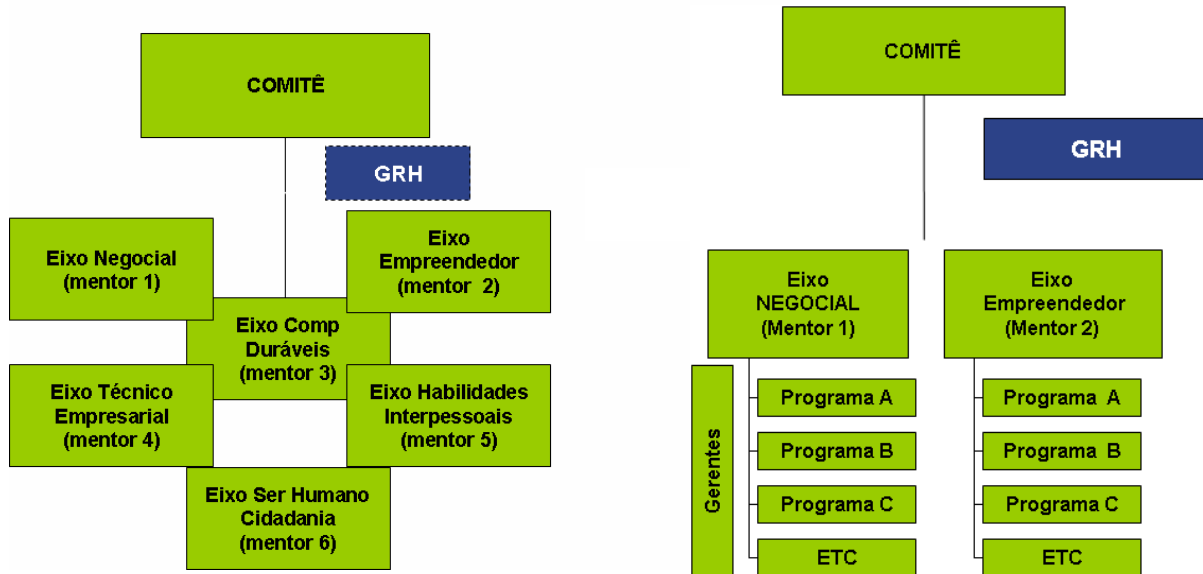 COMITÊ
GRH
Eixo Negocial
(mentor 1)
Eixo
Empreendedor
(mentor 2)
Eixo Comp
Duráveis
(mentor 3)
Eixo Técnico
Empresarial
(mentor 4)
Eixo Habilidades
Interpessoais
(mentor 5)
Eixo Ser Humano
Cidadania
(mentor 6)
COMITÊ
GRH
Eixo
NEGOCIAL
(Mentor 1)
Eixo
Empreendedor
(Mentor 2)
Gerentes
Programa A
Programa B
Programa C
ETC
Programa A
Programa B
Programa C
ETC